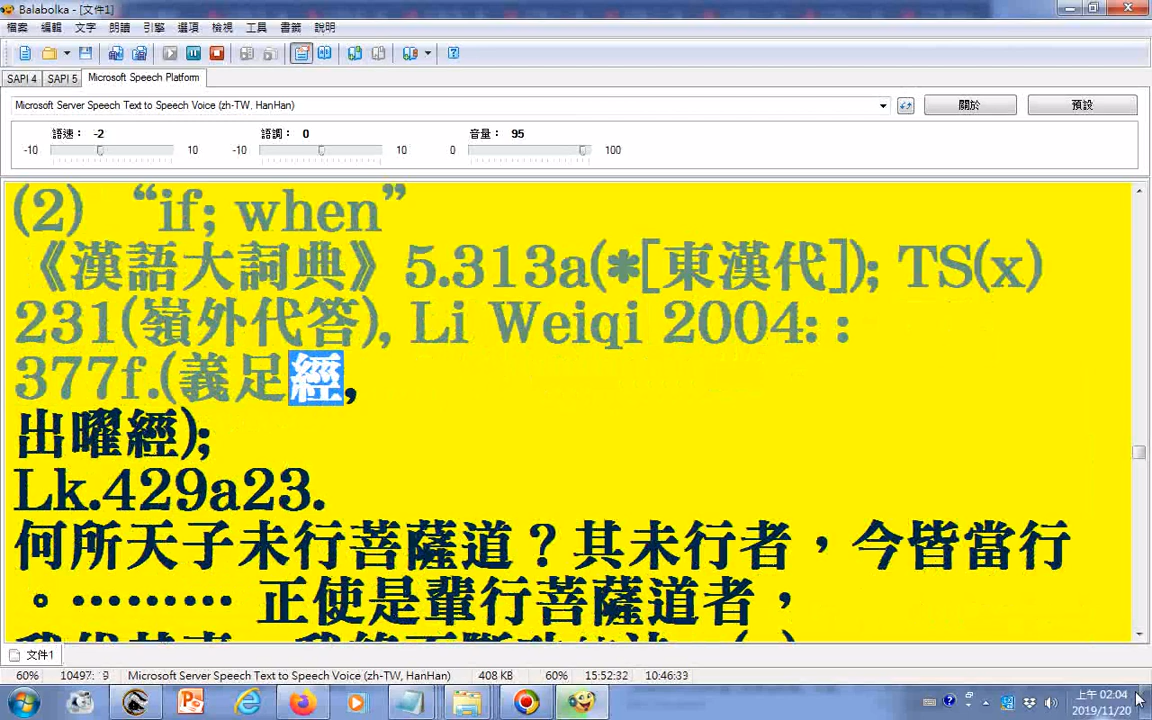 Balabolka - [文件1]
檔案 編輯 文字 朗讀 引擎 選項 檢視 工具 書籤 說明
SAPI 4 SAPI 5 Microsoft Speech Platform
Microsoft Server Speech Text to Speech Voice (zh-TW, HanHan)
關於 預設
語速： -2 語調： 0 音量： 95
-10 10 -10 10 0 100
(2) “if; when”
《漢語大詞典》5.313a(*[東漢代]); TS(x)
231(嶺外代答), Li Weiqi 2004: :
377f.(義足經,
出曜經);
Lk.429a23.
何所天子未行菩薩道？其未行者，今皆當行
。⋯⋯⋯ 正使是輩行菩薩道者，
文件1
60% 408 KB 60% 15:52:32 10:46:39
Microsoft Server Speech Text to Speech Voice (zh-TW, HanHan)
上午 02:04
2019/11/20